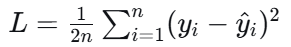 L = \frac{1}{2n} \sum_{i=1}^{n} (y_i - \hat{y}_i)^2